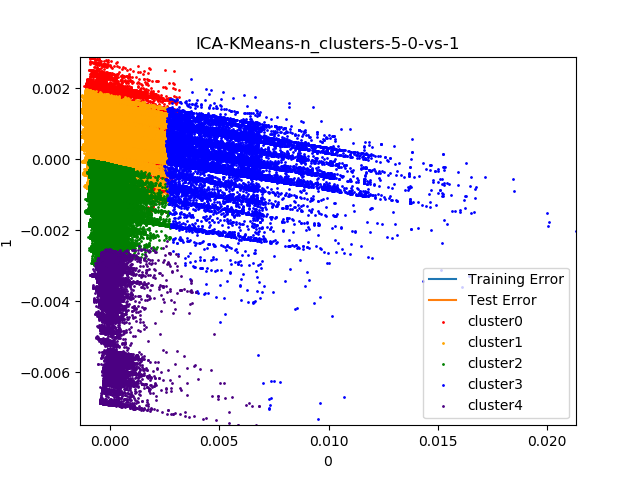 ICA-KMeans-n_clusters-5-0-vs-1
0.002
0.000
−0.002
−0.004
−0.006
1
0.000
0.005
0.010
0.015
0.020
0
Training Error
Test Error
cluster0
cluster1
cluster2
cluster3
cluster4